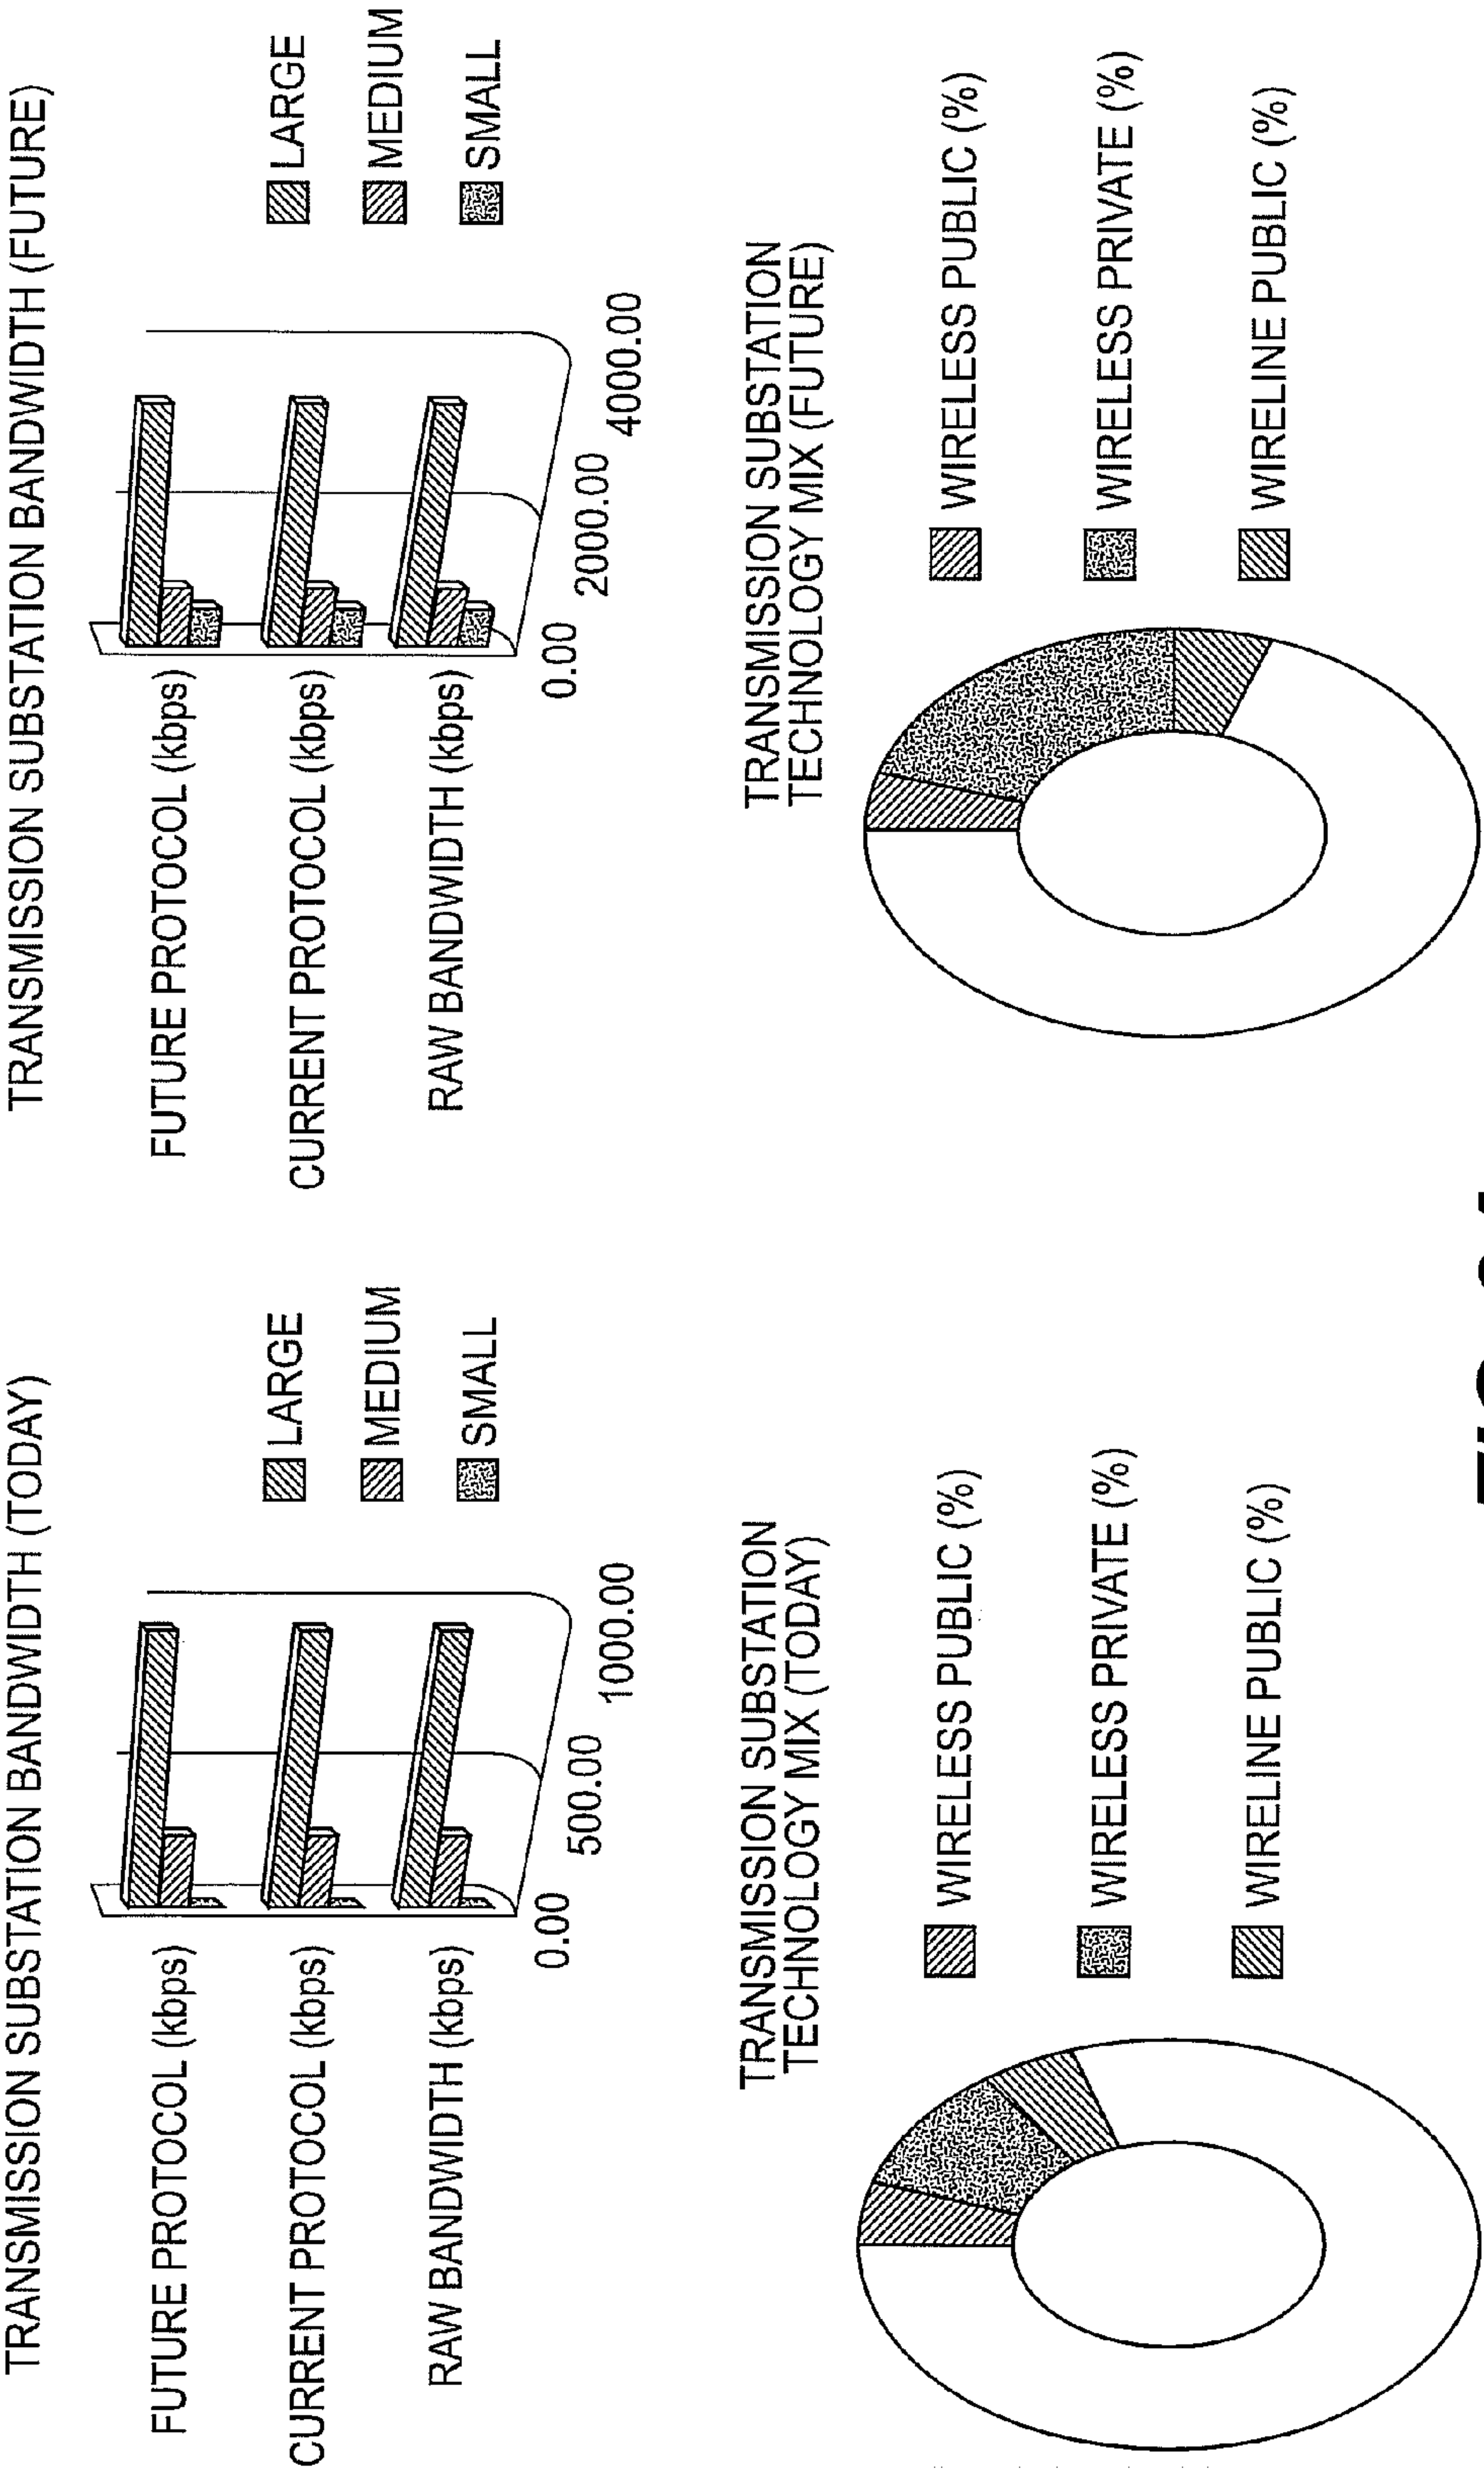 TRANSMISSION SUBSTATION BANDWIDTH (TODAY)
FUTURE PROTOCOL (kbps)
CURRENT PROTOCOL (kbps)
RAW BANDWIDTH (kbps)
0.00
500.00
1000.00
LARGE
MEDIUM
SMALL
TRANSMISSION SUBSTATION BANDWIDTH (FUTURE)
FUTURE PROTOCOL (kbps)
CURRENT PROTOCOL (kbps)
RAW BANDWIDTH (kbps)
0.00
2000.00
4000.00
LARGE
MEDIUM
SMALL
TRANSMISSION SUBSTATION
TECHNOLOGY MIX (TODAY)
WIRELESS PUBLIC (%)
WIRELESS PRIVATE (%)
WIRELINE PUBLIC (%)
TRANSMISSION SUBSTATION
TECHNOLOGY MIX (FUTURE)
WIRELESS PUBLIC (%)
WIRELESS PRIVATE (%)
WIRELINE PUBLIC (%)